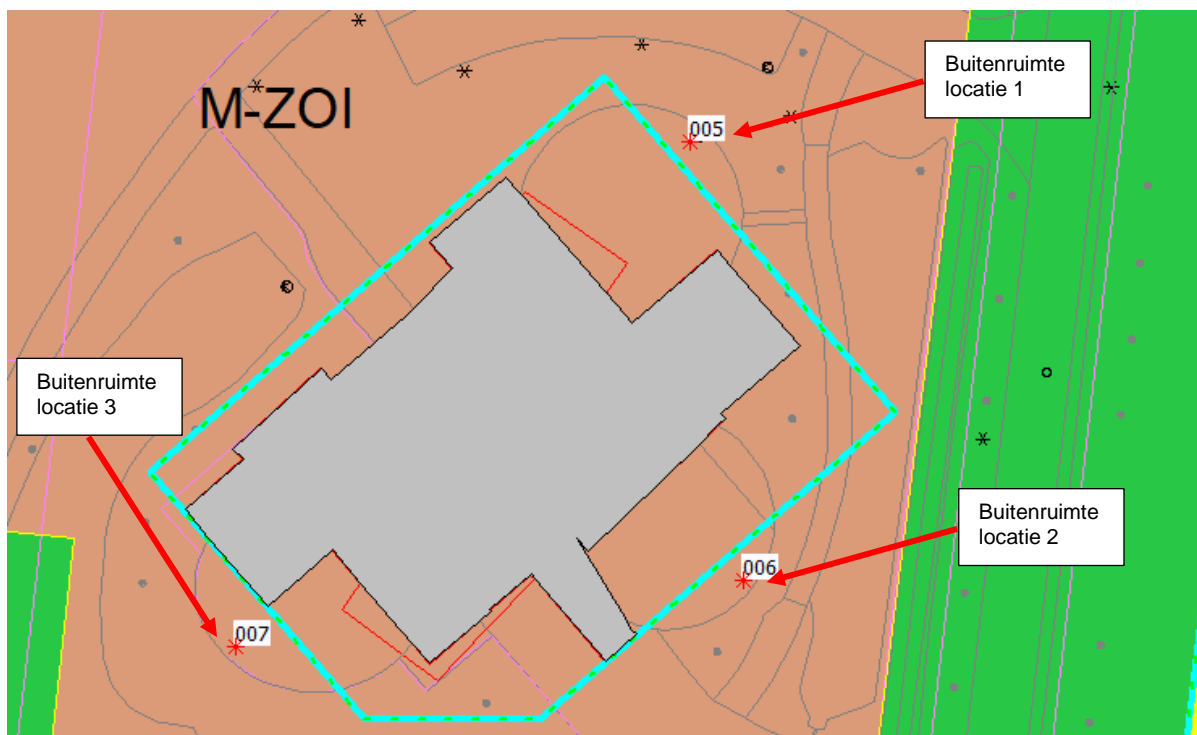 Buitenruimte
locatie 1
M-ZOI
005
Buitenruimte
locatie 3
Buitenruimte
locatie 2
006
007